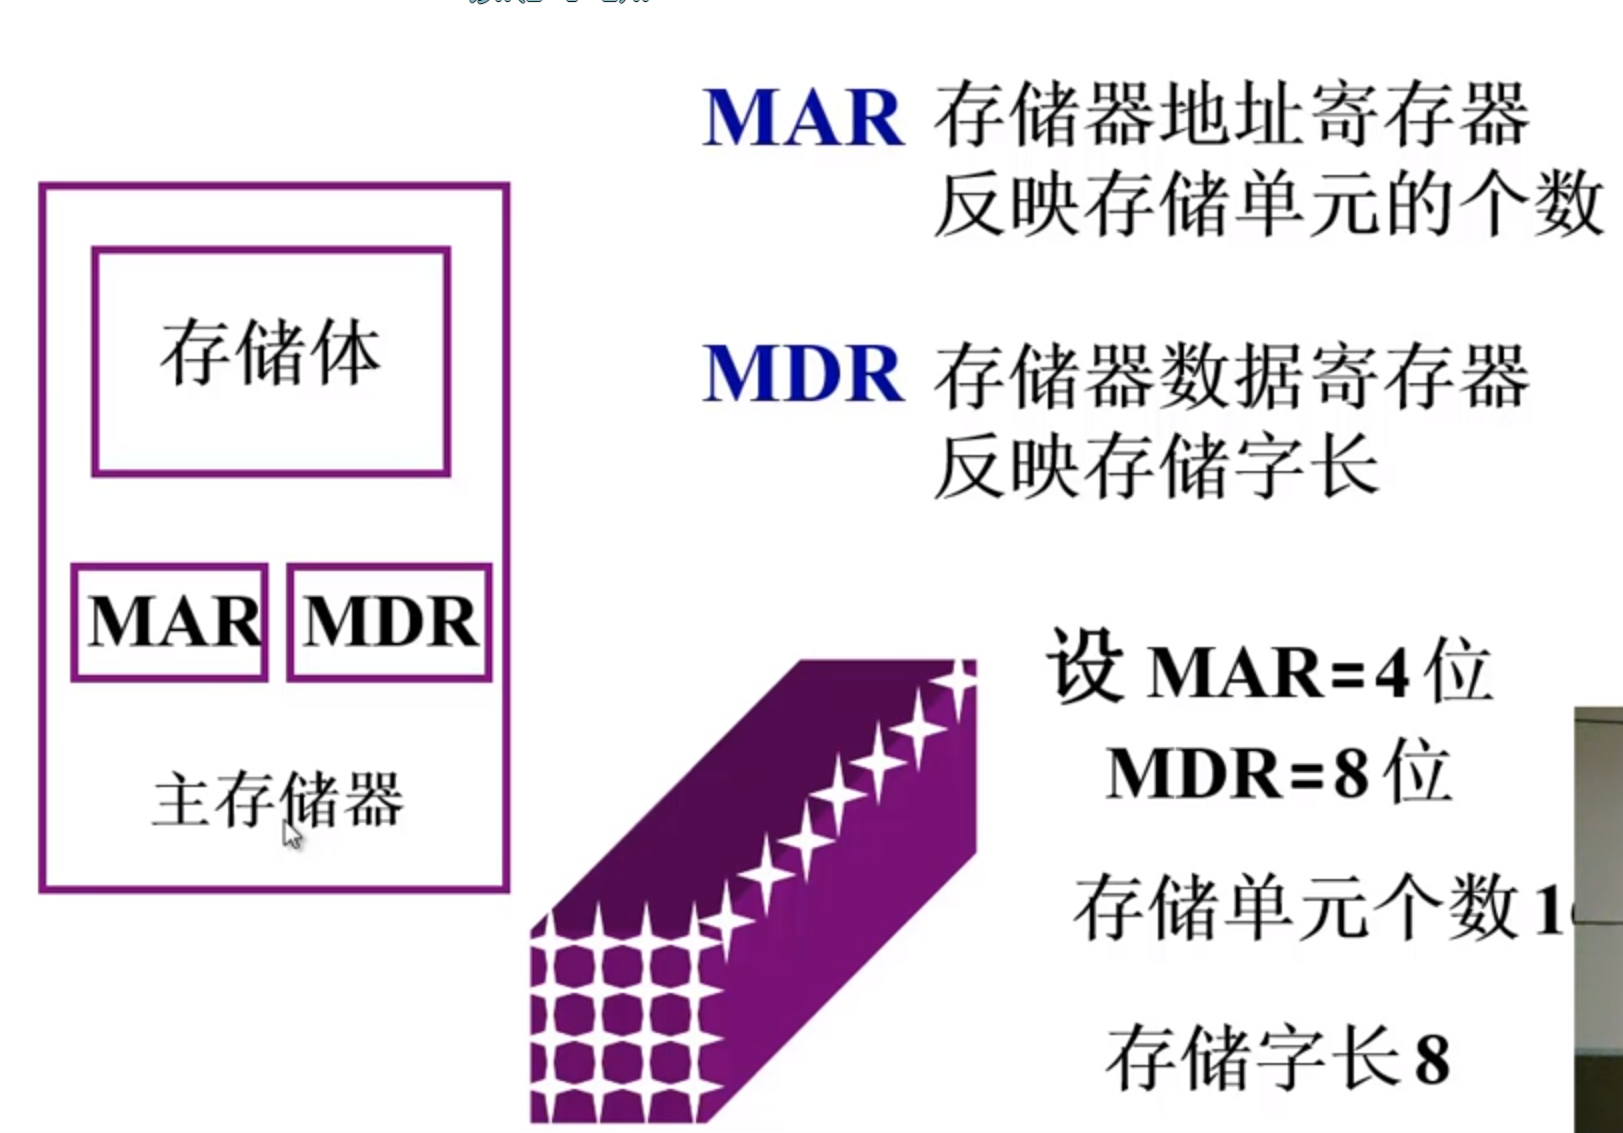 MAR 存储器地址寄存器
反映存储单元的个数
MDR 存储器数据寄存器
反映存储字长
存储体
MAR MDR
主存储器
设 MAR=4 位
MDR=8 位
存储单元个数
存储字长 8